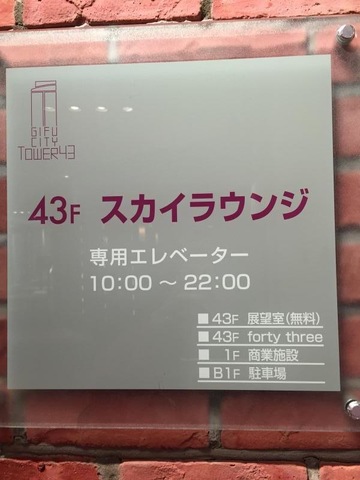 GIFU
CITY
TOWER43
43F スカイラウンジ
専用エレベーター
10:00 ～ 22:00
■43F 展望室(無料)
■43F forty three
■ 1F 商業施設
■B1F 駐車場